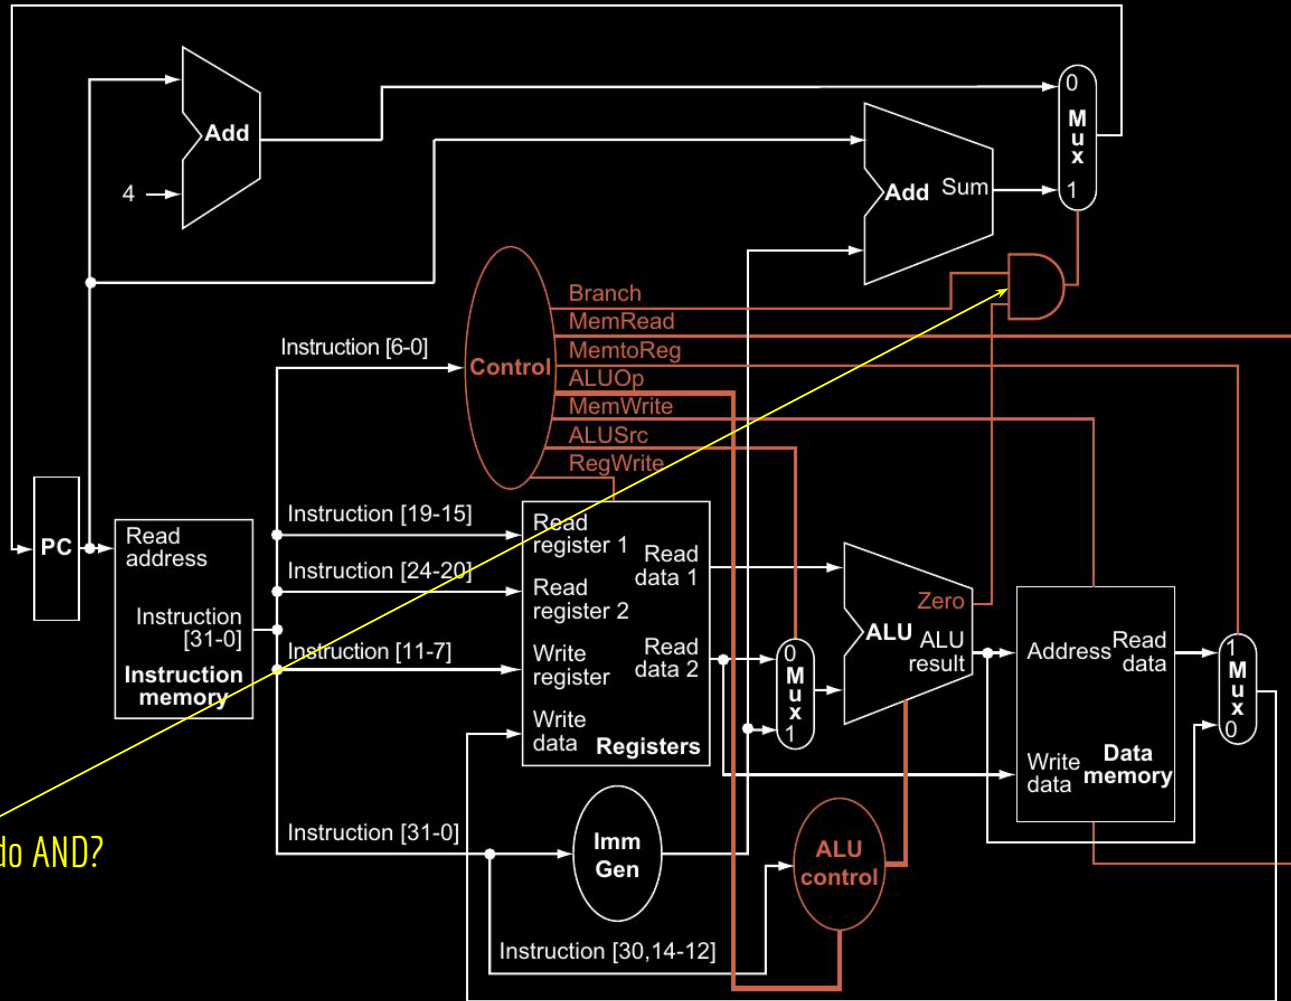 0
M
u
x
1
Add
4
Add Sum
Branch
MemRead
MemtoReg
ALUOp
MemWrite
ALUSrc
RegWrite
Control
Instruction [6-0]
PC
Read
address
Instruction
[31-0]
Instruction
memory
Instruction [19-15]
Instruction [24-20]
Instruction [11-7]
Read
register 1
Read
register 2
Write
register
Write
data
Read
data 1
Read
data 2
Registers
0
M
u
x
1
Zero
ALU
ALU
result
Address
Read
data
Write
data
Data
memory
1
M
u
x
0
do AND?
Instruction [31-0]
Imm
Gen
ALU
control
Instruction [30,14-12]